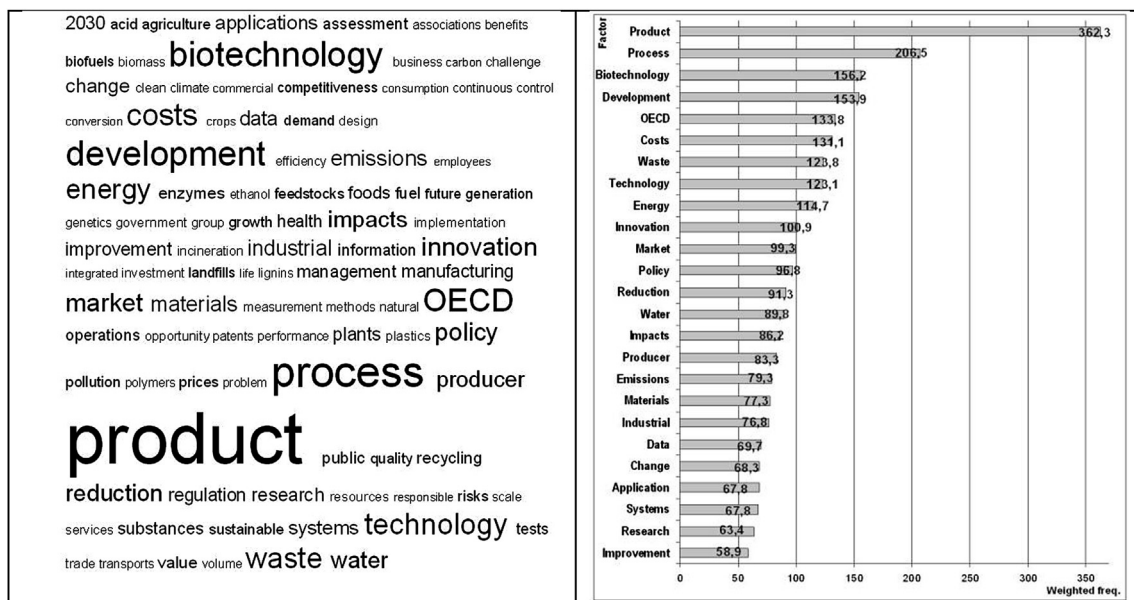 2030 acid agriculture applications assessment associations benefits
biofuels biomass biotechnology business carbon challenge
change clean climate commercial competitiveness consumption continuous control
conversion costs crops data demand design
development efficiency emissions employees
energy enzymes ethanol feedstocks foods fuel future generation
genetics government group growth health impacts implementation
improvement incineration industrial information innovation
integrated investment landfills life lignins management manufacturing
market materials measurement methods natural OECD
operations opportunity patents performance plants plastics policy
pollution polymers prices problem process producer
product public quality recycling
reduction regulation research resources responsible risks scale
services substances sustainable systems technology tests
trade transports value volume waste water
Factor
Product 362,3
Process 206,5
Biotechnology 156,2
Development 153,9
OECD 133,8
Costs 131,1
Waste 123,8
Technology 123,1
Energy 114,7
Innovation 100,9
Market 99,3
Policy 96,8
Reduction 91,3
Water 89,8
Impacts 86,2
Producer 83,3
Emissions 79,3
Materials 77,3
Industrial 76,8
Data 69,7
Change 68,3
Application 67,8
Systems 67,8
Research 63,4
Improvement 58,9
0 50 100 150 200 250 300 350
Weighted freq.